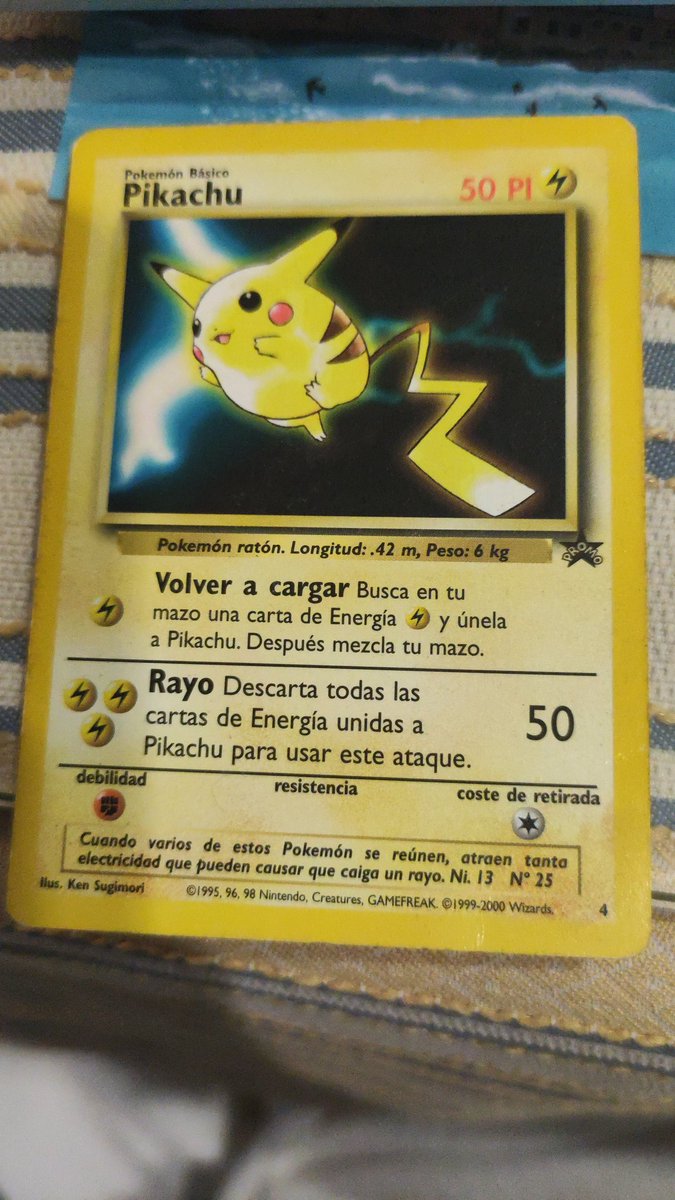 Pokemón Básico
Pikachu
50 PI
Pokemón ratón. Longitud: .42 m, Peso: 6 kg
PROMO
Volver a cargar Busca en tu
mazo una carta de Energía y únela
a Pikachu. Después mezcla tu mazo.
Rayo Descarta todas las
cartas de Energía unidas a
Pikachu para usar este ataque.
50
debilidad
resistencia
coste de retirada
Cuando varios de estos Pokemón se reúnen, atraen tanta
electricidad que pueden causar que caiga un rayo. Ni. 13 N° 25
Ilus. Ken Sugimori
©1995, 96, 98 Nintendo, Creatures, GAMEFREAK. ©1999-2000 Wizards.
4